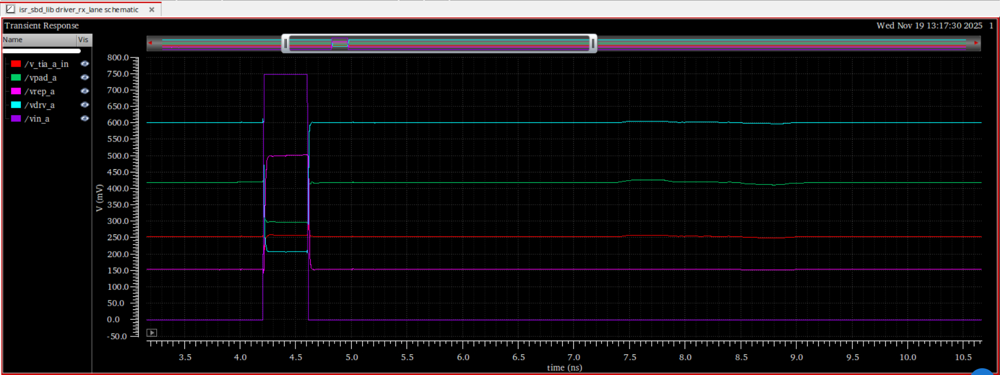 isr_sbd_lib driver_rx_lane schematic
Transient Response
Wed Nov 19 13:17:30 2025 1
Name Vis
/v_tia_a_in
/vpad_a
/vrep_a
/vdrv_a
/vin_a
800.0
750.0
700.0
650.0
600.0
550.0
500.0
450.0
400.0
350.0
300.0
250.0
200.0
150.0
100.0
50.0
0.0
-50.0
V (mV)
3.5 4.0 4.5 5.0 5.5 6.0 6.5 7.0 7.5 8.0 8.5 9.0 9.5 10.0 10.5
time (ns)